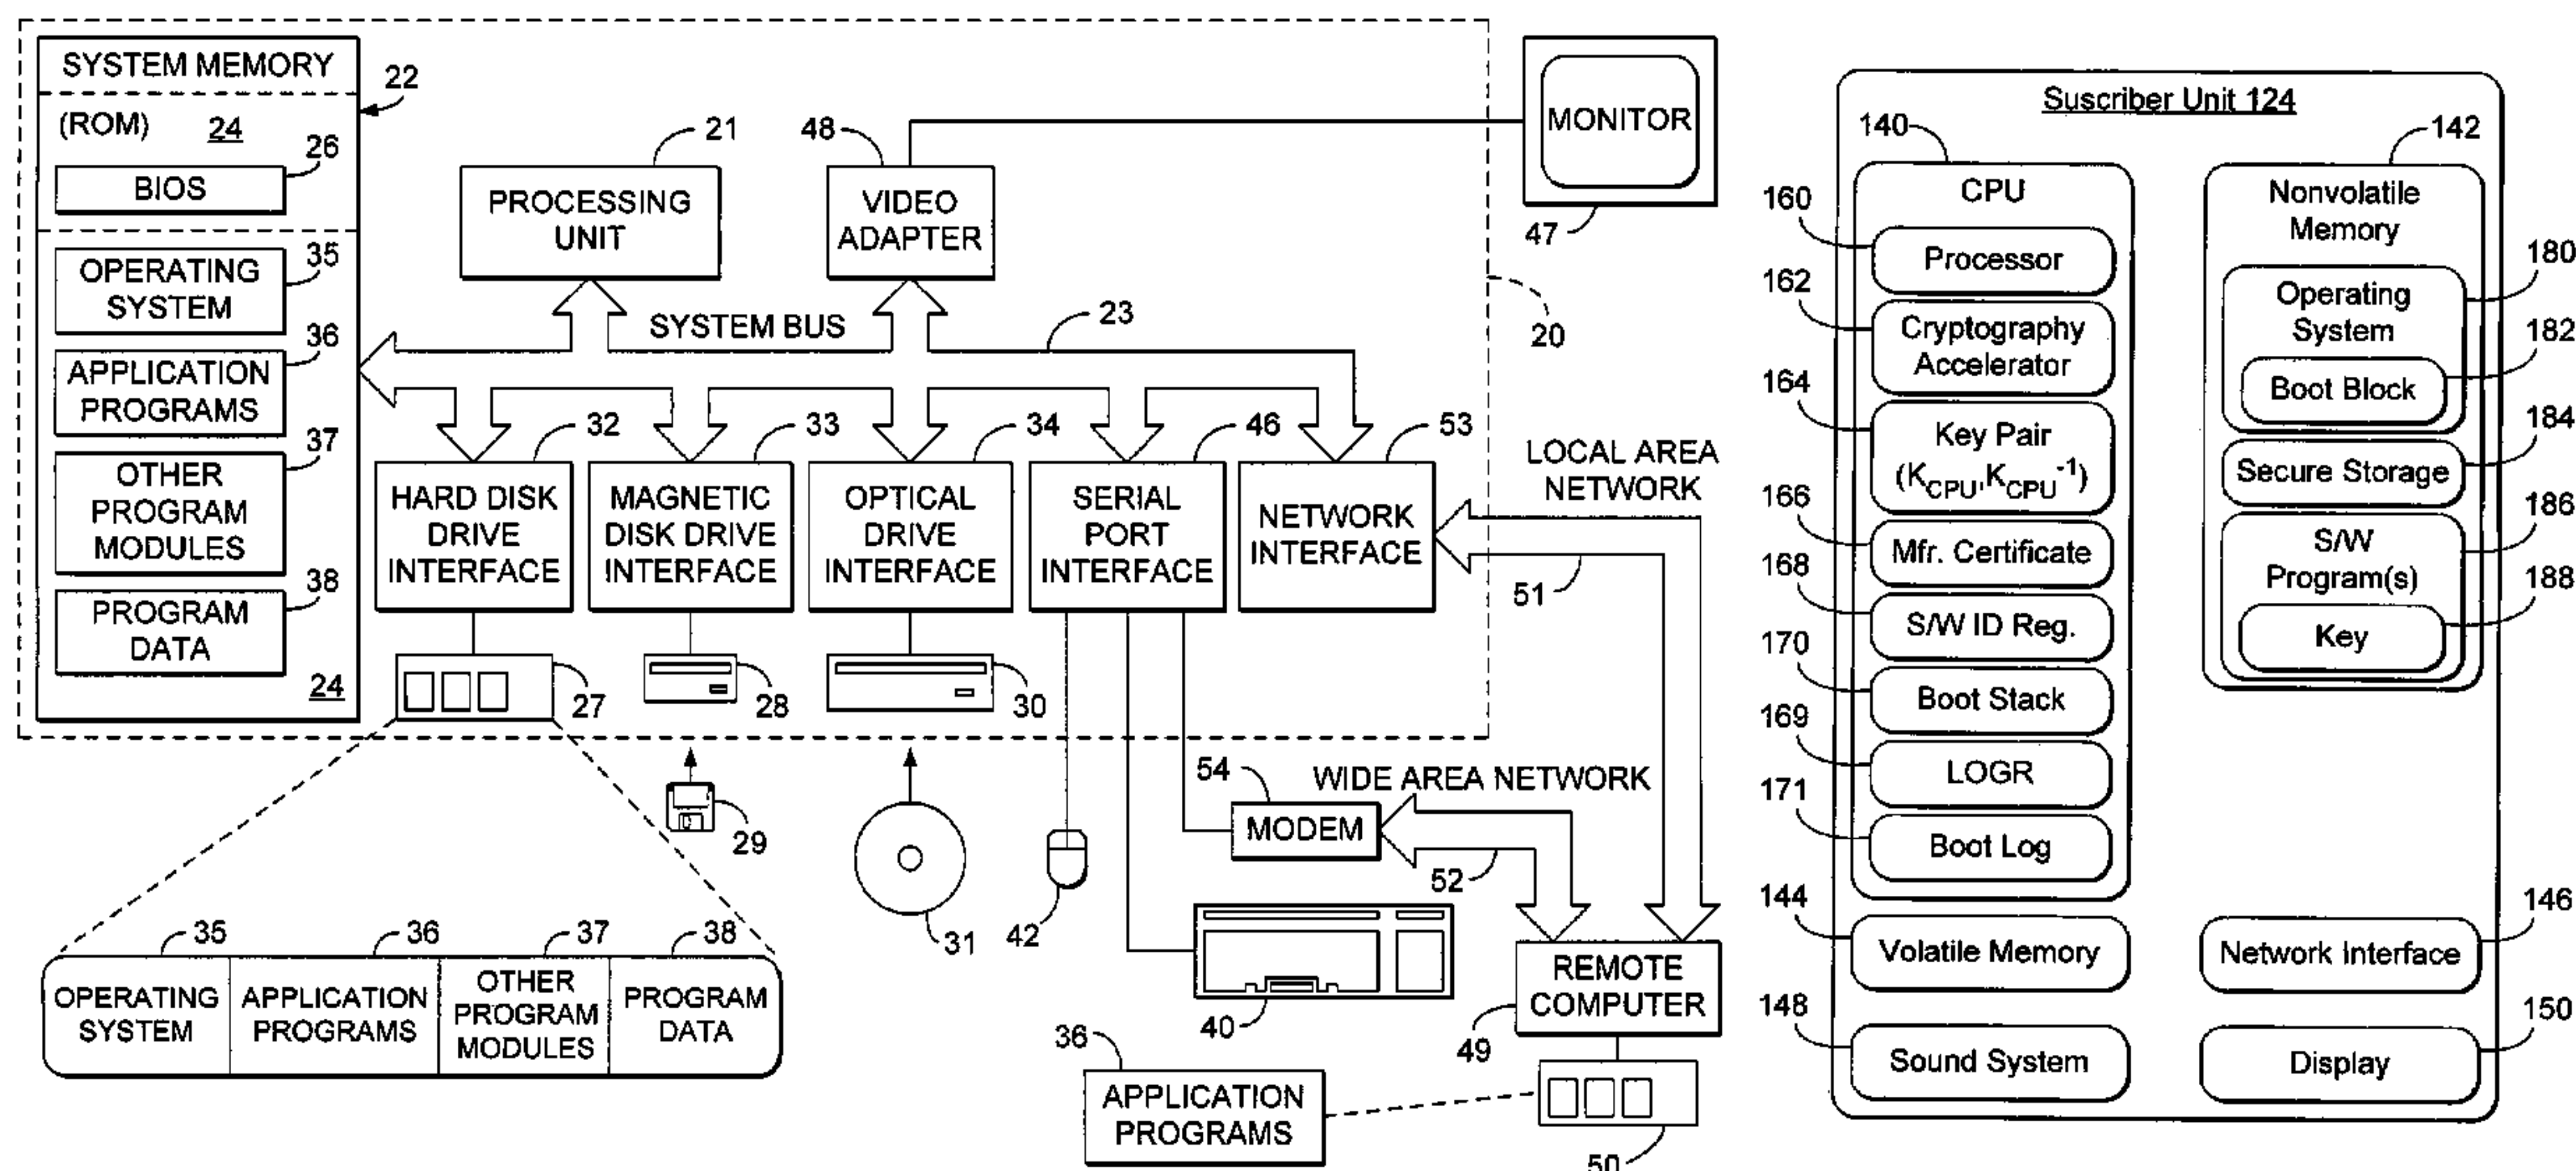 SYSTEM MEMORY
22
(ROM) 24
26
BIOS
35
OPERATING
SYSTEM
36
APPLICATION
PROGRAMS
37
OTHER
PROGRAM
MODULES
38
PROGRAM
DATA
24
21
PROCESSING
UNIT
48
VIDEO
ADAPTER
MONITOR
47
SYSTEM BUS
23
20
32
HARD DISK
DRIVE
INTERFACE
33
MAGNETIC
DISK DRIVE
INTERFACE
34
OPTICAL
DRIVE
INTERFACE
46
SERIAL
PORT
INTERFACE
53
NETWORK
INTERFACE
LOCAL AREA
NETWORK
51
27
28
30
29
31
42
54
MODEM
WIDE AREA NETWORK
52
40
REMOTE
COMPUTER
49
50
36
APPLICATION
PROGRAMS
35
OPERATING
SYSTEM
36
APPLICATION
PROGRAMS
37
OTHER
PROGRAM
MODULES
38
PROGRAM
DATA
Suscriber Unit 124
140
CPU
160
Processor
162
Cryptography
Accelerator
164
Key Pair
(K_CPU, K_CPU^-1)
166
Mfr. Certificate
168
S/W ID Reg.
170
Boot Stack
169
LOGR
171
Boot Log
142
Nonvolatile
Memory
180
Operating
System
182
Boot Block
184
Secure Storage
186
S/W
Program(s)
188
Key
144
Volatile Memory
146
Network Interface
148
Sound System
150
Display